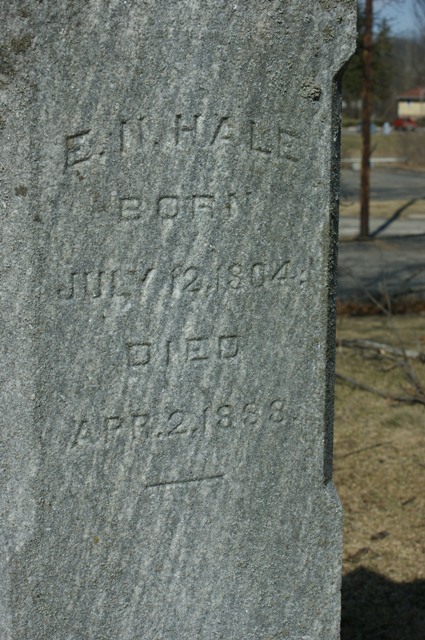 E. N. HALE
BORN
JULY 12, 1804.
DIED
APR. 2, 1888.